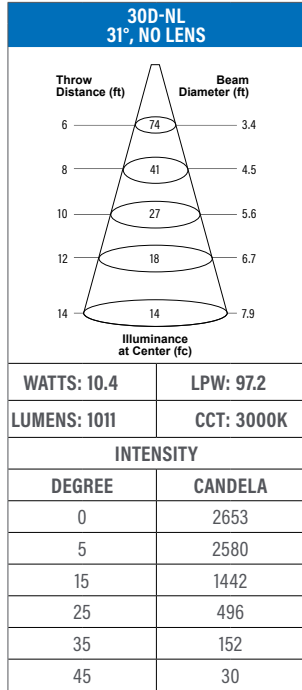 30D-NL
31°, NO LENS
Throw Distance (ft)
Beam Diameter (ft)
6 74 3.4
8 41 4.5
10 27 5.6
12 18 6.7
14 14 7.9
Illuminance
at Center (fc)
WATTS: 10.4 LPW: 97.2
LUMENS: 1011 CCT: 3000K
INTENSITY
DEGREE CANDELA
0 2653
5 2580
15 1442
25 496
35 152
45 30